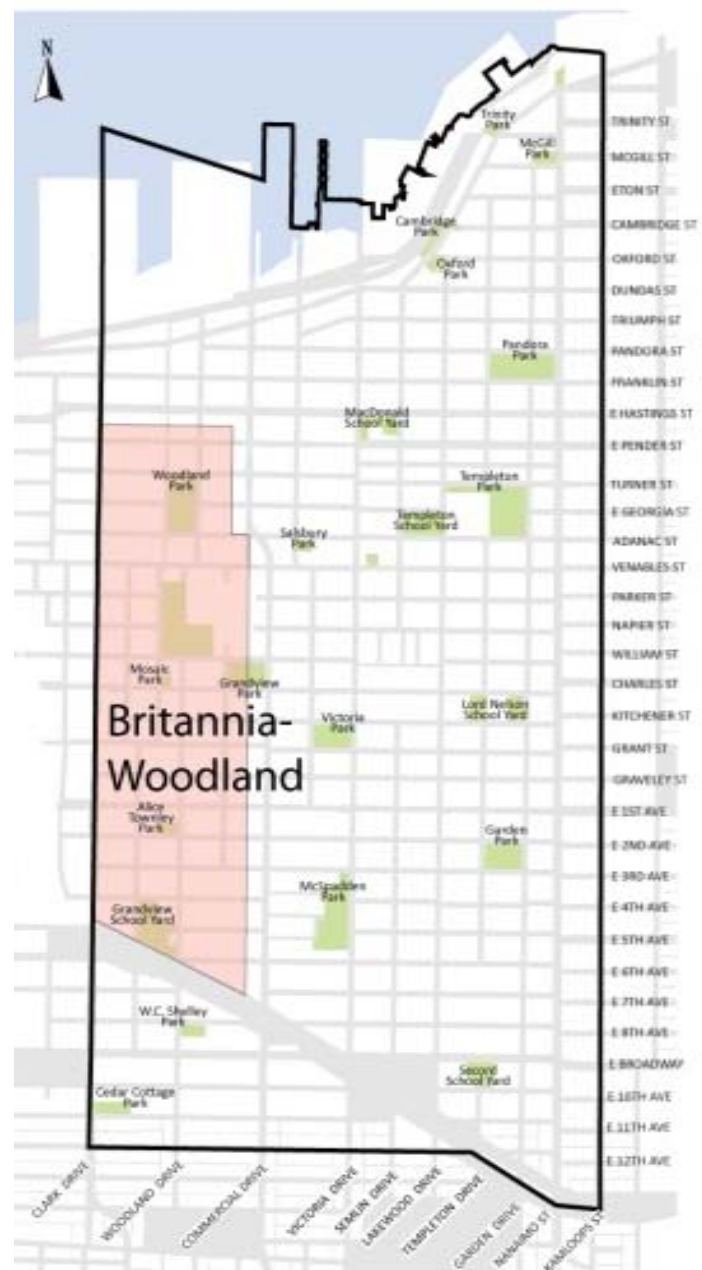 N
Trinity
Park
TRINITY ST
McGill
Park
MCGILL ST
ETON ST
Cambridge
Park
CAMBRIDGE ST
Oxford
Park
OXFORD ST
DUNDAS ST
TRIUMPH ST
Pandora
Park
PANDORA ST
FRANKLIN ST
MacDonald
School Yard
E HASTINGS ST
E PENDER ST
Woodland
Park
Templeton
Park
TURNER ST
Templeton
School Yard
E GEORGIA ST
Salsbury
Park
ADANAC ST
VENABLES ST
PARKER ST
NAPIER ST
WILLIAM ST
Mosaic
Park
Grandview
Park
CHARLES ST
Lord Nelson
School Yard
Victoria
Park
KITCHENER ST
Britannia-
Woodland
GRANT ST
GRAVELEY ST
Alice
Townley
Park
E 1ST AVE
Garden
Park
E 2ND AVE
E 3RD AVE
McSpadden
Park
E 4TH AVE
Grandview
School Yard
E 5TH AVE
E 6TH AVE
E 7TH AVE
W.C. Shelley
Park
E 8TH AVE
E BROADWAY
Secord
School Yard
Cedar Cottage
Park
E 10TH AVE
E 11TH AVE
E 12TH AVE
CLARK DRIVE
WOODLAND DRIVE
COMMERCIAL DRIVE
VICTORIA DRIVE
SEMLIN DRIVE
LAKEWOOD DRIVE
TEMPLETON DRIVE
GARDEN DRIVE
NANAIMO ST
KAMLOOPS ST